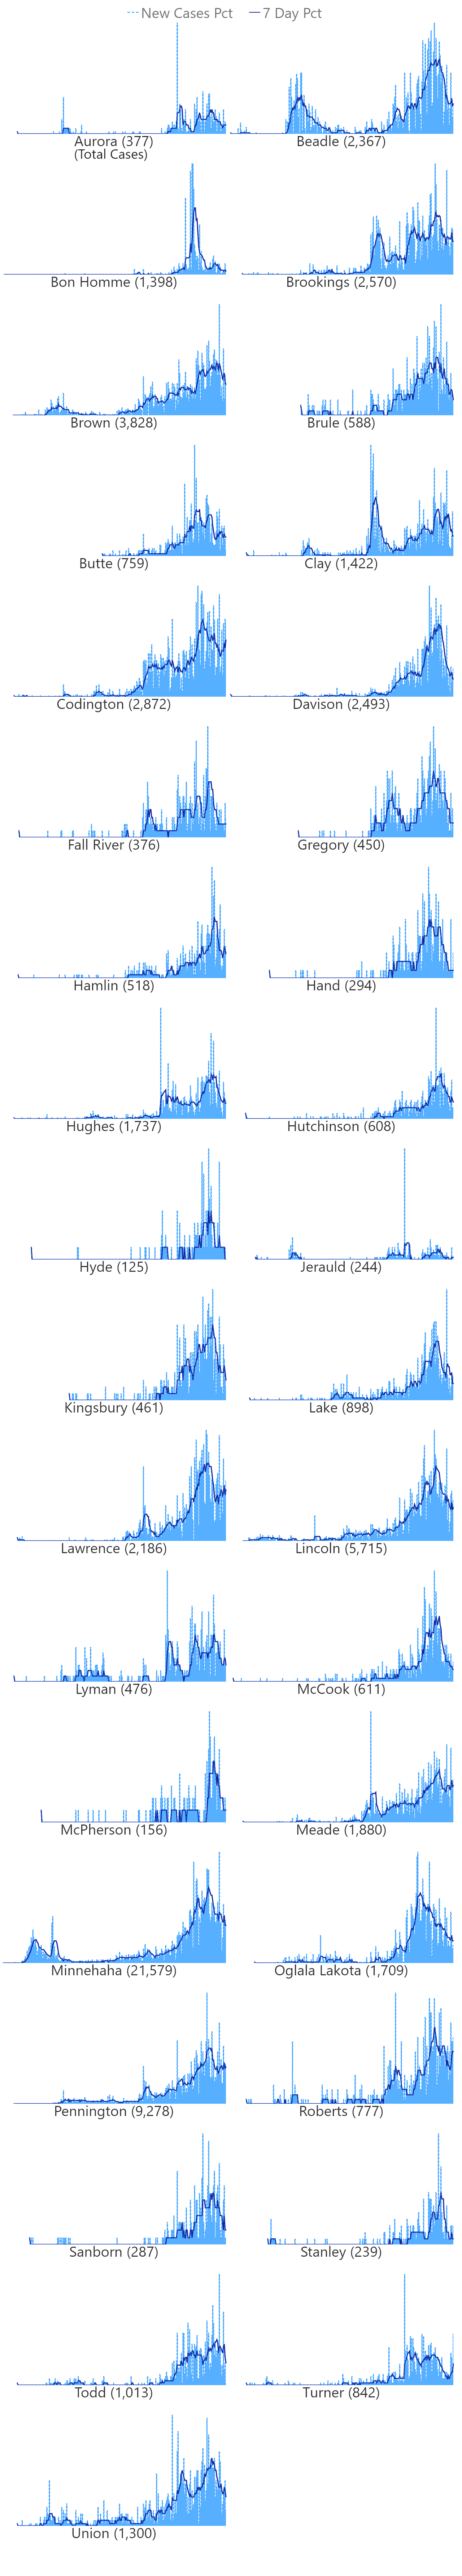 New Cases Pct 7 Day Pct
Aurora (377) Beadle (2,367)
(Total Cases)
Bon Homme (1,398) Brookings (2,570)
Brown (3,828) Brule (588)
Butte (759) Clay (1,422)
Codington (2,872) Davison (2,493)
Fall River (376) Gregory (450)
Hamlin (518) Hand (294)
Hughes (1,737) Hutchinson (608)
Hyde (125) Jerauld (244)
Kingsbury (461) Lake (898)
Lawrence (2,186) Lincoln (5,715)
Lyman (476) McCook (611)
McPherson (156) Meade (1,880)
Minnehaha (21,579) Oglala Lakota (1,709)
Pennington (9,278) Roberts (777)
Sanborn (287) Stanley (239)
Todd (1,013) Turner (842)
Union (1,300)